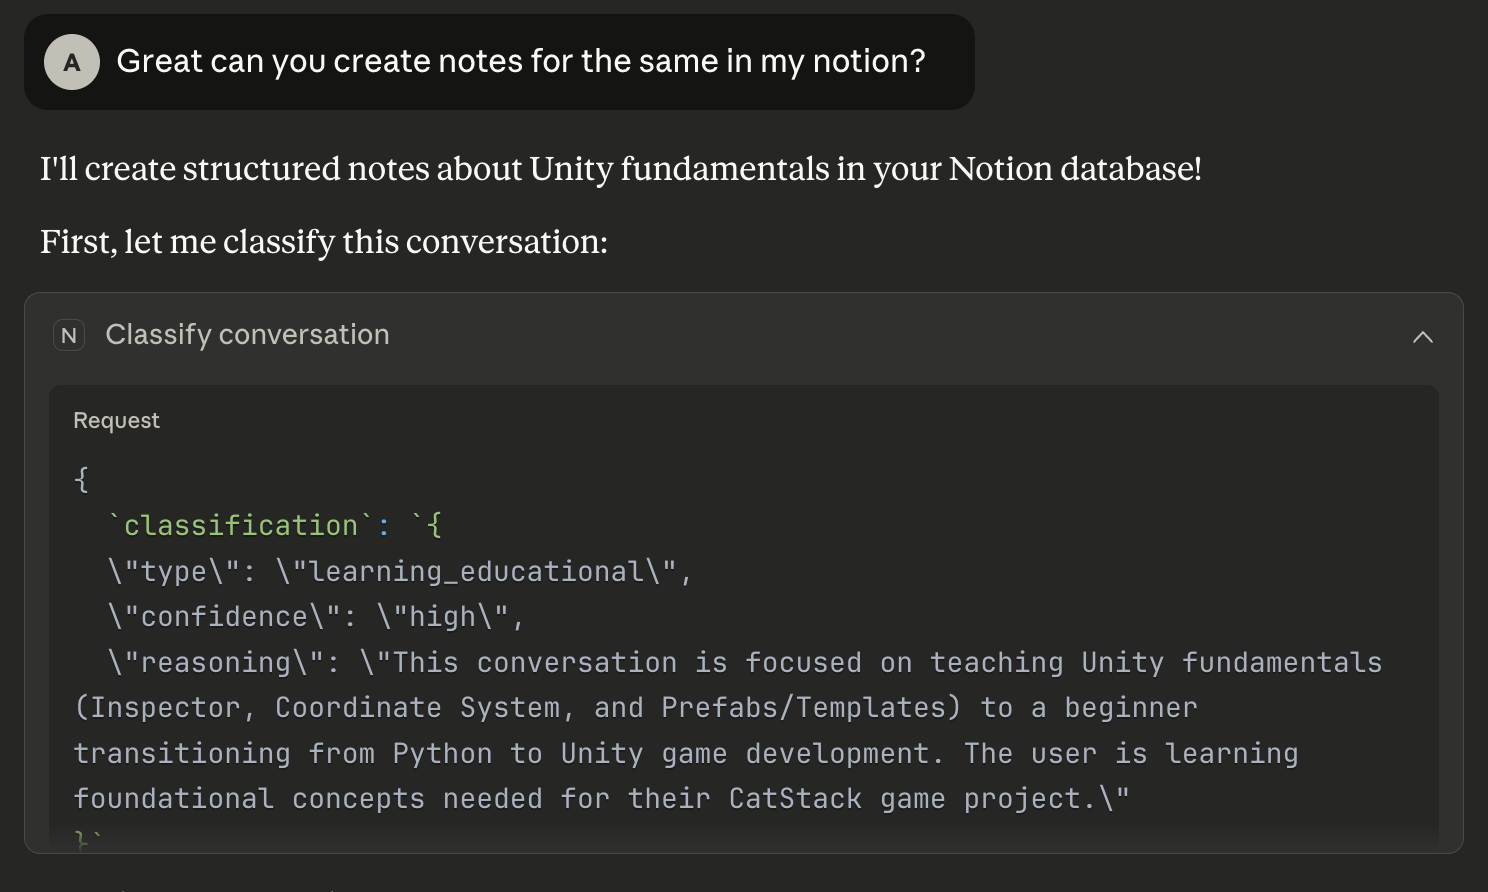 A
Great can you create notes for the same in my notion?
I'll create structured notes about Unity fundamentals in your Notion database!
First, let me classify this conversation:
N
Classify conversation
Request
{
`classification`: `{
\"type\": \"learning_educational\",
\"confidence\": \"high\",
\"reasoning\": \"This conversation is focused on teaching Unity fundamentals
(Inspector, Coordinate System, and Prefabs/Templates) to a beginner
transitioning from Python to Unity game development. The user is learning
foundational concepts needed for their CatStack game project.\"
}`